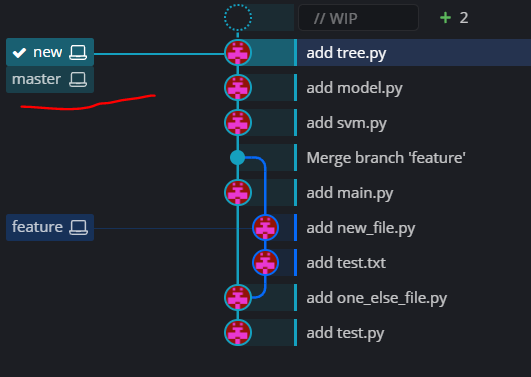 // WIP + 2
new add tree.py
master add model.py
add svm.py
Merge branch 'feature'
add main.py
feature add new_file.py
add test.txt
add one_else_file.py
add test.py